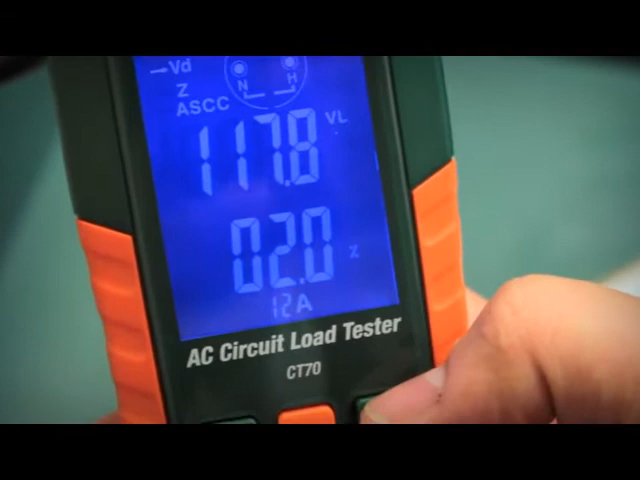 →Vd
N H
Z
ASCC
117.8 VL
02.0 Z
12A
AC Circuit Load Tester
CT70